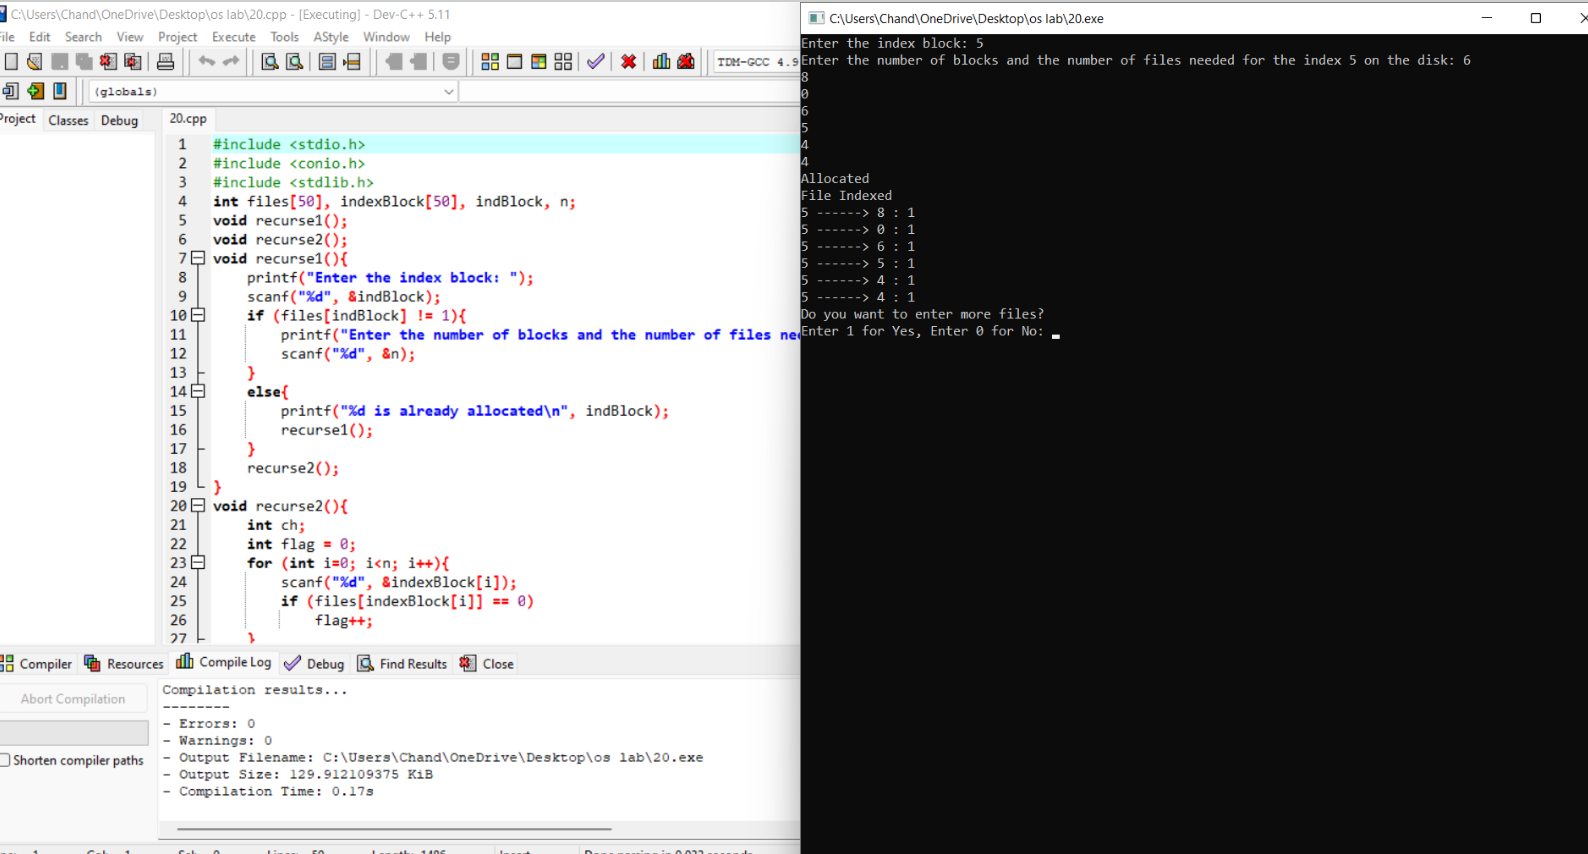 C:\Users\Chand\OneDrive\Desktop\os lab\20.cpp - [Executing] - Dev-C++ 5.11
File Edit Search View Project Execute Tools AStyle Window Help
TDM-GCC 4.9
(globals)
Project Classes Debug 20.cpp
1 #include <stdio.h>
2 #include <conio.h>
3 #include <stdlib.h>
4 int files[50], indexBlock[50], indBlock, n;
5 void recurse1();
6 void recurse2();
7 void recurse1(){
8 printf("Enter the index block: ");
9 scanf("%d", &indBlock);
10 if (files[indBlock] != 1){
11 printf("Enter the number of blocks and the number of files nee
12 scanf("%d", &n);
13 }
14 else{
15 printf("%d is already allocated\n", indBlock);
16 recurse1();
17 }
18 recurse2();
19 }
20 void recurse2(){
21 int ch;
22 int flag = 0;
23 for (int i=0; i<n; i++){
24 scanf("%d", &indexBlock[i]);
25 if (files[indexBlock[i]] == 0)
26 flag++;
27 }
Compiler Resources Compile Log Debug Find Results Close
Abort Compilation
Shorten compiler paths
Compilation results...
--------
- Errors: 0
- Warnings: 0
- Output Filename: C:\Users\Chand\OneDrive\Desktop\os lab\20.exe
- Output Size: 129.912109375 KiB
- Compilation Time: 0.17s
C:\Users\Chand\OneDrive\Desktop\os lab\20.exe
Enter the index block: 5
Enter the number of blocks and the number of files needed for the index 5 on the disk: 6
8
0
6
5
4
4
Allocated
File Indexed
5 ------> 8 : 1
5 ------> 0 : 1
5 ------> 6 : 1
5 ------> 5 : 1
5 ------> 4 : 1
5 ------> 4 : 1
Do you want to enter more files?
Enter 1 for Yes, Enter 0 for No: